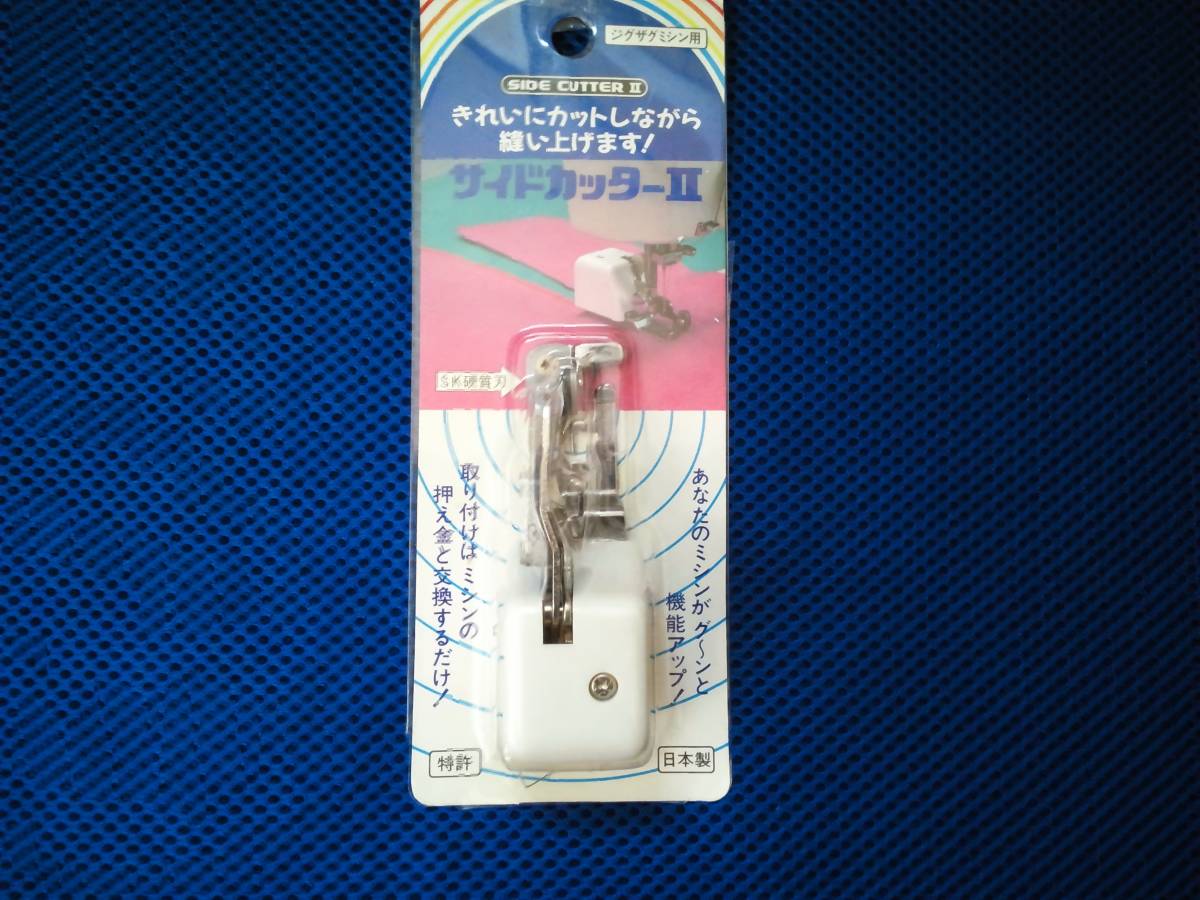 ジグザグミシン用
SIDE CUTTER II
きれいにカットしながら
縫い上げます!
サイドカッターII
SK硬質刃
あなたのミシンがグ〜ンと
機能アップ!
取り付けはミシンの
押え金と交換するだけ!
特許
日本製